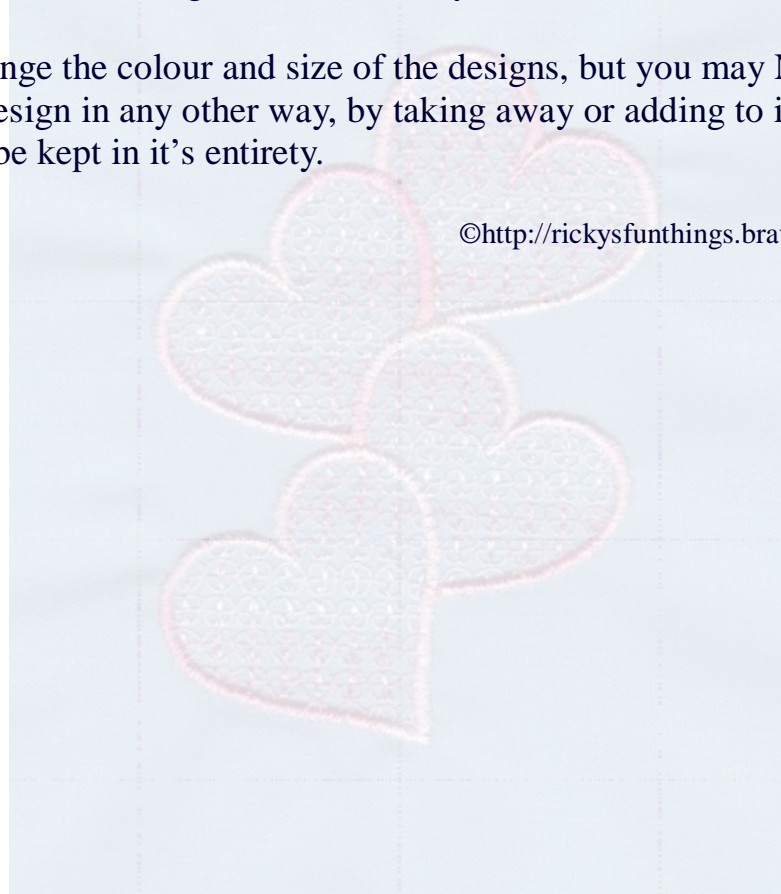 nge the colour and size of the designs, but you may
esign in any other way, by taking away or adding to
be kept in it’s entirety.
©http://rickysfunthings.bra